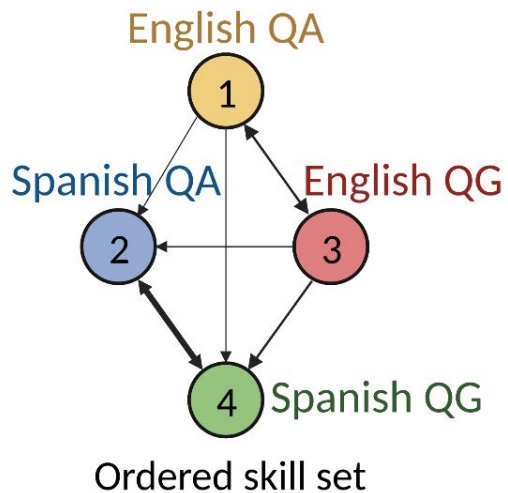 English QA
1
Spanish QA
English QG
2
3
4
Spanish QG
Ordered skill set